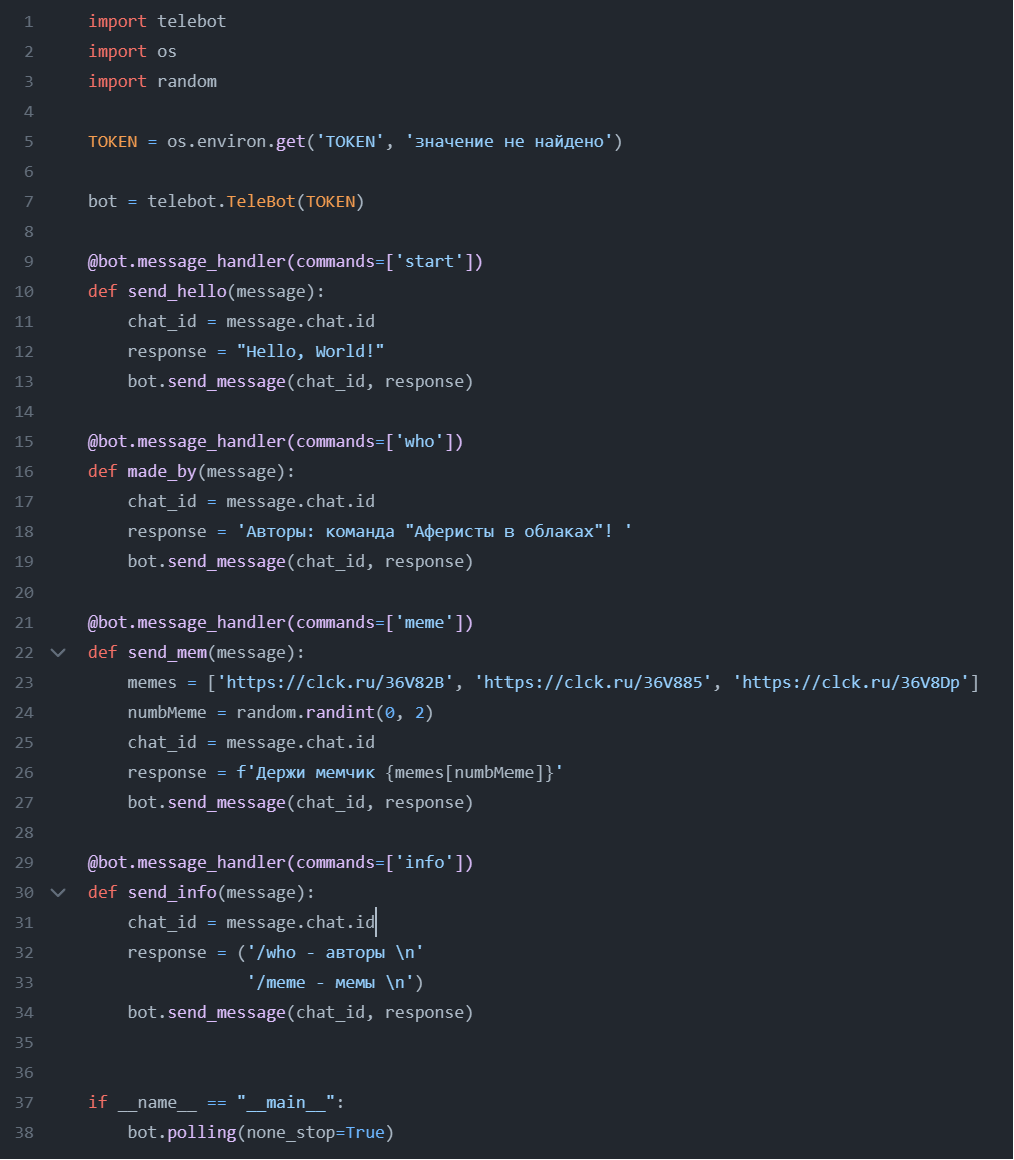 1 import telebot
2 import os
3 import random
4
5 TOKEN = os.environ.get('TOKEN', 'значение не найдено')
6
7 bot = telebot.TeleBot(TOKEN)
8
9 @bot.message_handler(commands=['start'])
10 def send_hello(message):
11     chat_id = message.chat.id
12     response = "Hello, World!"
13     bot.send_message(chat_id, response)
14
15 @bot.message_handler(commands=['who'])
16 def made_by(message):
17     chat_id = message.chat.id
18     response = 'Авторы: команда "Аферисты в облаках"! '
19     bot.send_message(chat_id, response)
20
21 @bot.message_handler(commands=['meme'])
22 def send_mem(message):
23     memes = ['https://clck.ru/36V82B', 'https://clck.ru/36V885', 'https://clck.ru/36V8Dp']
24     numbMeme = random.randint(0, 2)
25     chat_id = message.chat.id
26     response = f'Держи мемчик {memes[numbMeme]}'
27     bot.send_message(chat_id, response)
28
29 @bot.message_handler(commands=['info'])
30 def send_info(message):
31     chat_id = message.chat.id
32     response = ('/who - авторы \n'
33                 '/meme - мемы \n')
34     bot.send_message(chat_id, response)
35
36
37 if __name__ == "__main__":
38     bot.polling(none_stop=True)